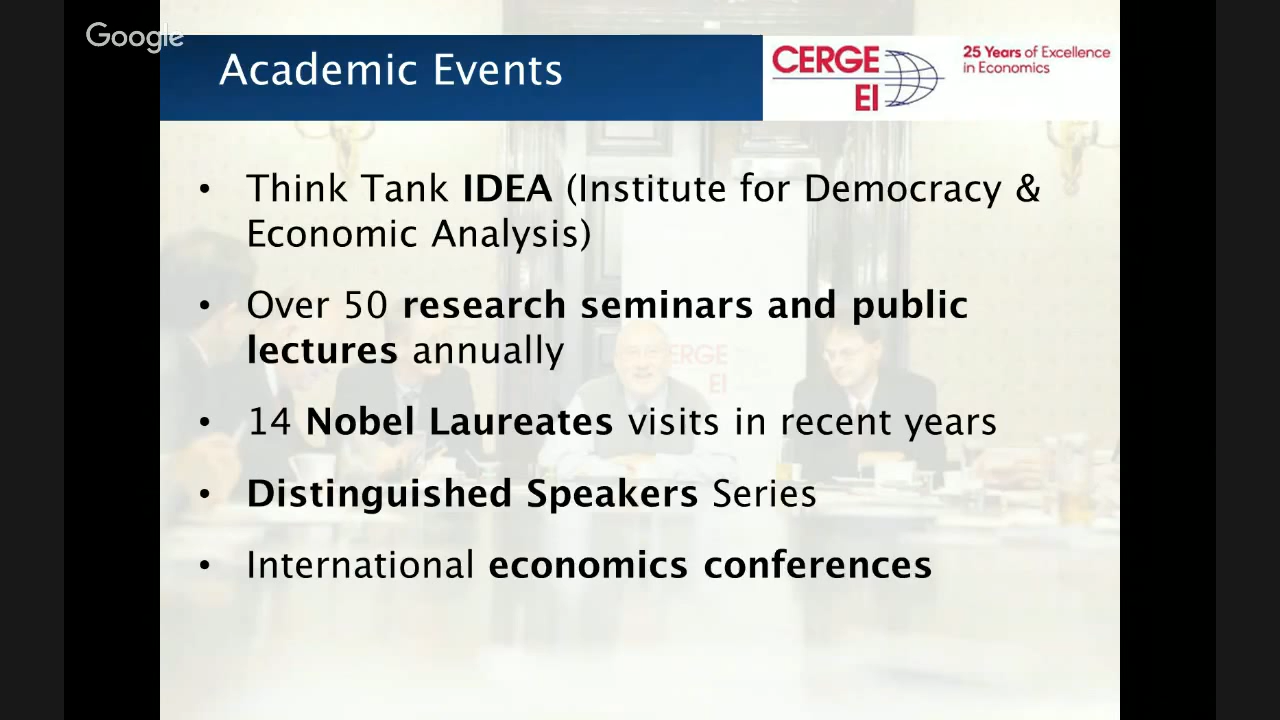 Google
Academic Events
CERGE
EI
25 Years of Excellence
in Economics
• Think Tank IDEA (Institute for Democracy &
Economic Analysis)
• Over 50 research seminars and public
lectures annually
• 14 Nobel Laureates visits in recent years
• Distinguished Speakers Series
• International economics conferences
CERGE
EI